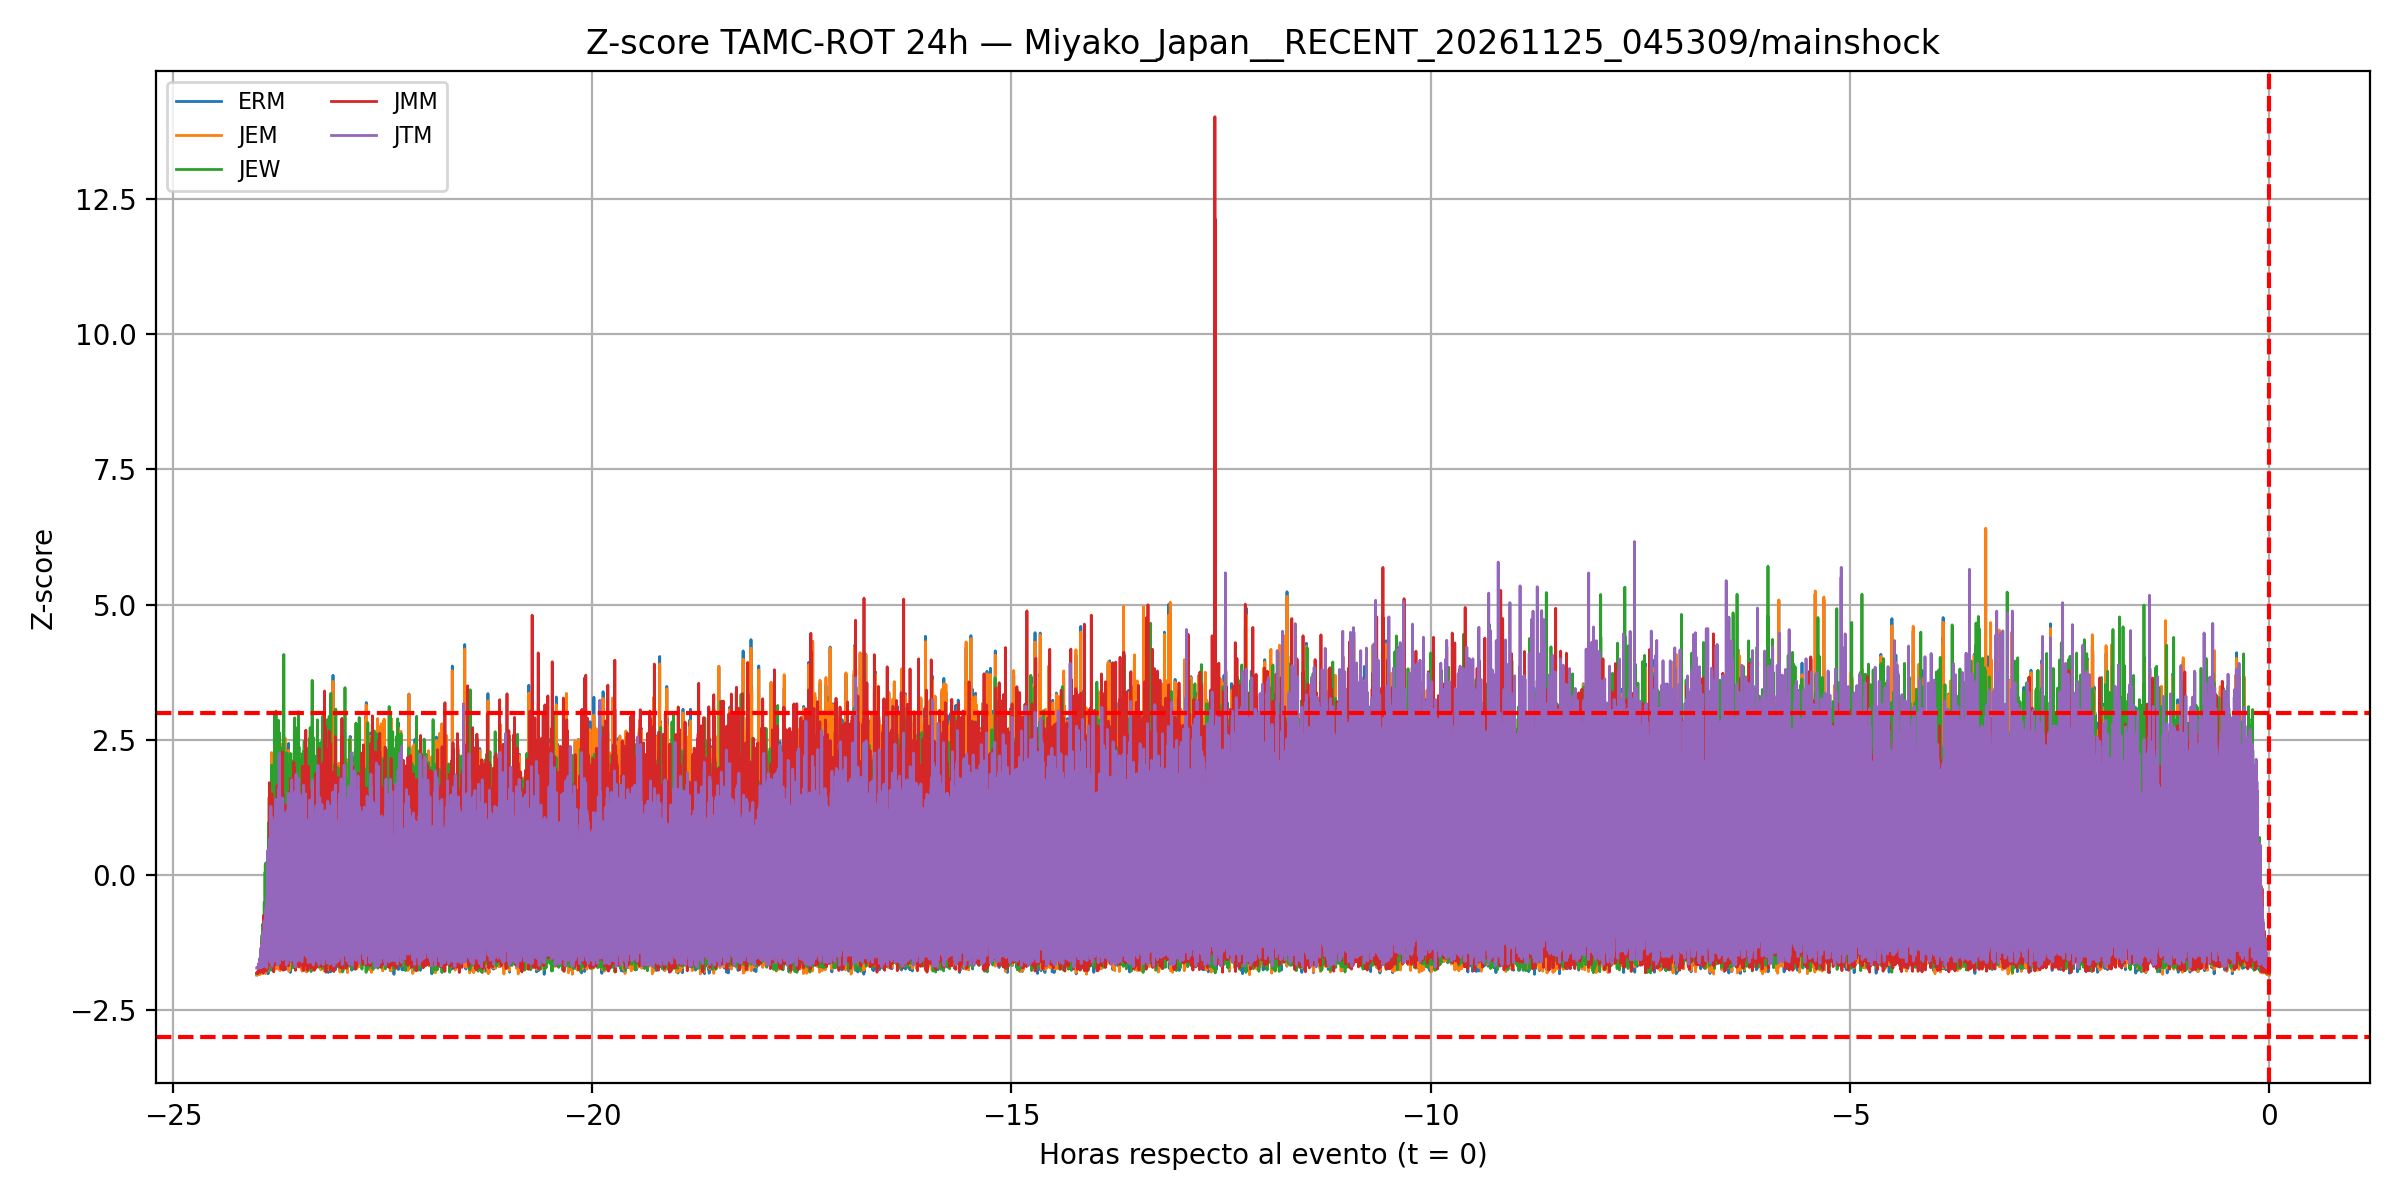 Z-score TAMC-ROT 24h — Miyako_Japan__RECENT_20261125_045309/mainshock
ERM
JEM
JEW
JMM
JTM
12.5
10.0
7.5
5.0
2.5
0.0
−2.5
Z-score
−25
−20
−15
−10
−5
0
Horas respecto al evento (t = 0)